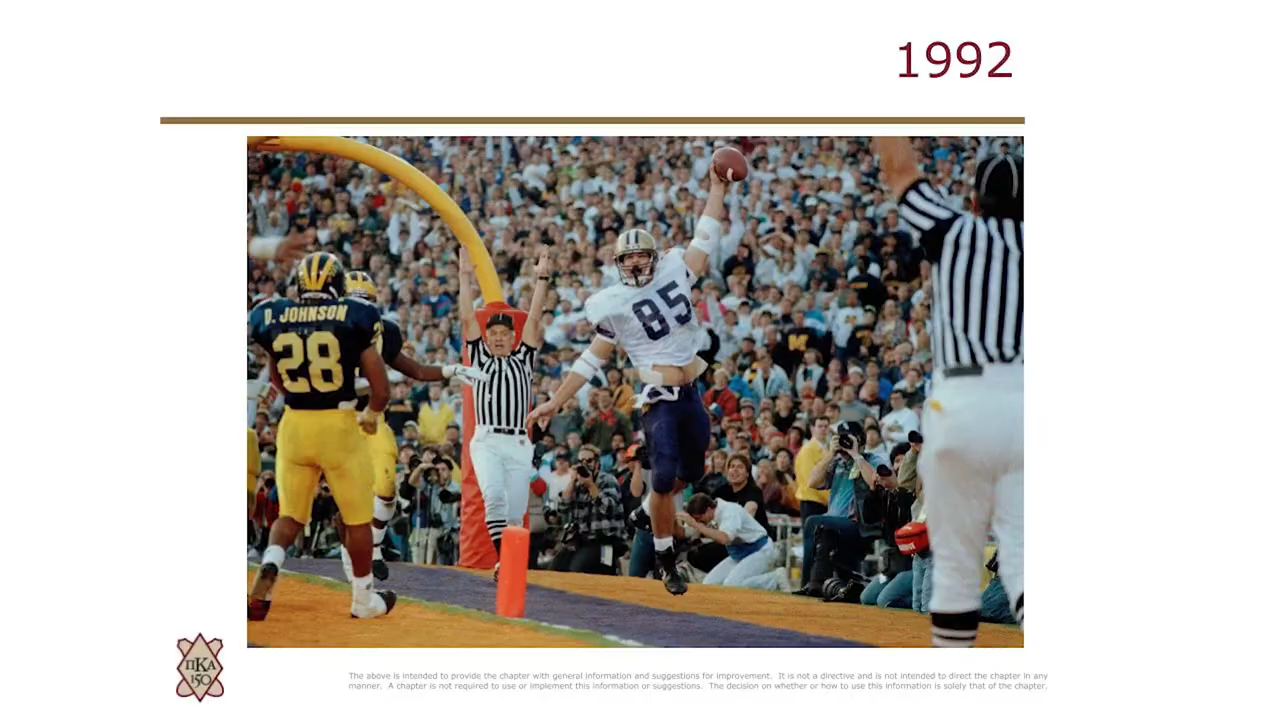 1992
D. JOHNSON
28
85
M
ΠΚΑ
150
The above is intended to provide the chapter with general information and suggestions for improvement. It is not a directive and is not intended to direct the chapter in any
manner. A chapter is not required to use or implement this information or suggestions. The decision on whether or how to use this information is solely that of the chapter.